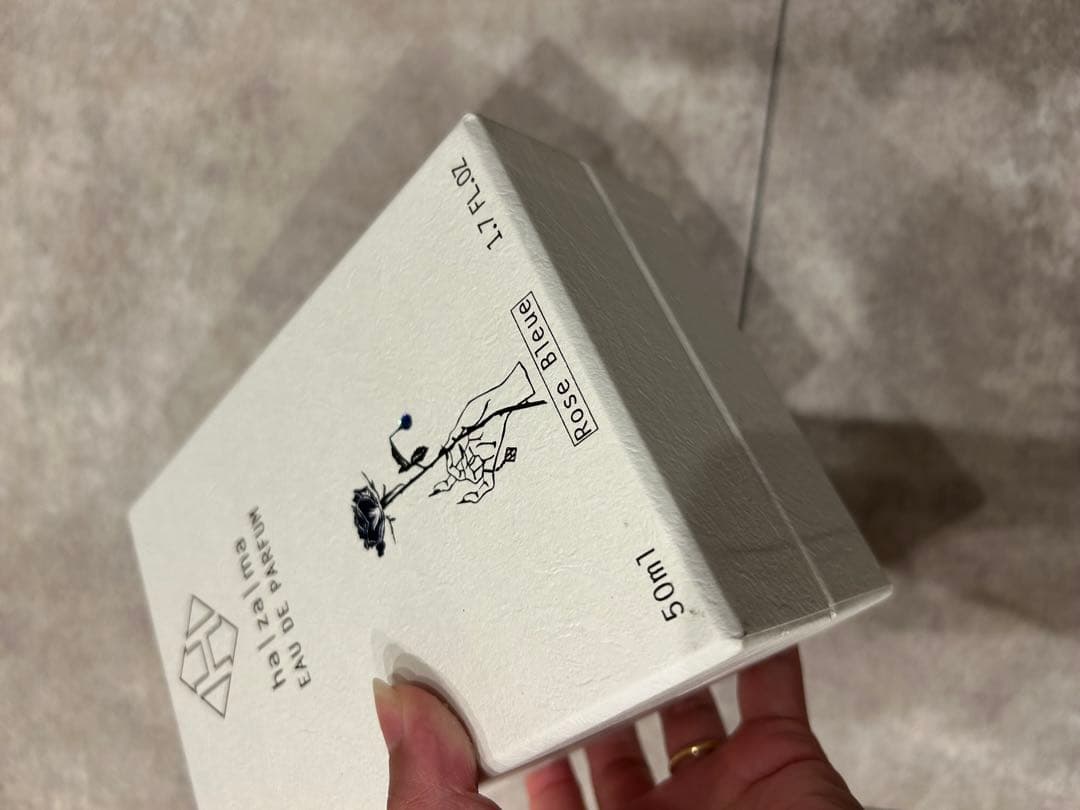 ha|za|ma
EAU DE PARFUM
Rose Bleue
50ml
1.7 FL.OZ